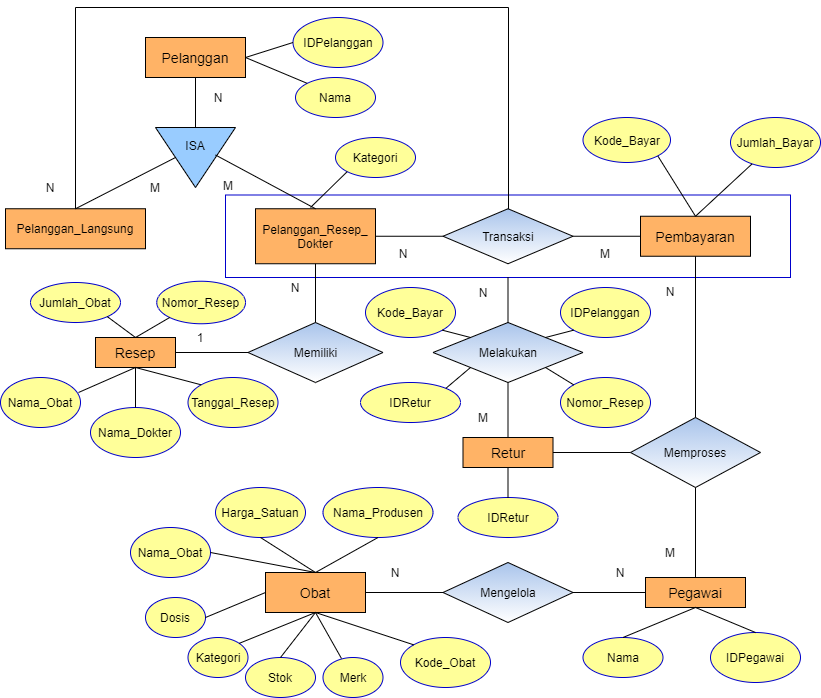 IDPelanggan
Pelanggan
Nama
N
ISA
Kode_Bayar
Jumlah_Bayar
Kategori
N
M
M
Pelanggan_Langsung
Pelanggan_Resep_
Dokter
Transaksi
Pembayaran
N
M
N
N
N
Jumlah_Obat
Nomor_Resep
Kode_Bayar
IDPelanggan
1
Resep
Memiliki
Melakukan
Nama_Obat
Tanggal_Resep
IDRetur
Nomor_Resep
Nama_Dokter
M
Retur
Memproses
Harga_Satuan
Nama_Produsen
IDRetur
Nama_Obat
M
N
N
Obat
Mengelola
Pegawai
Dosis
Kategori
Stok
Merk
Kode_Obat
Nama
IDPegawai